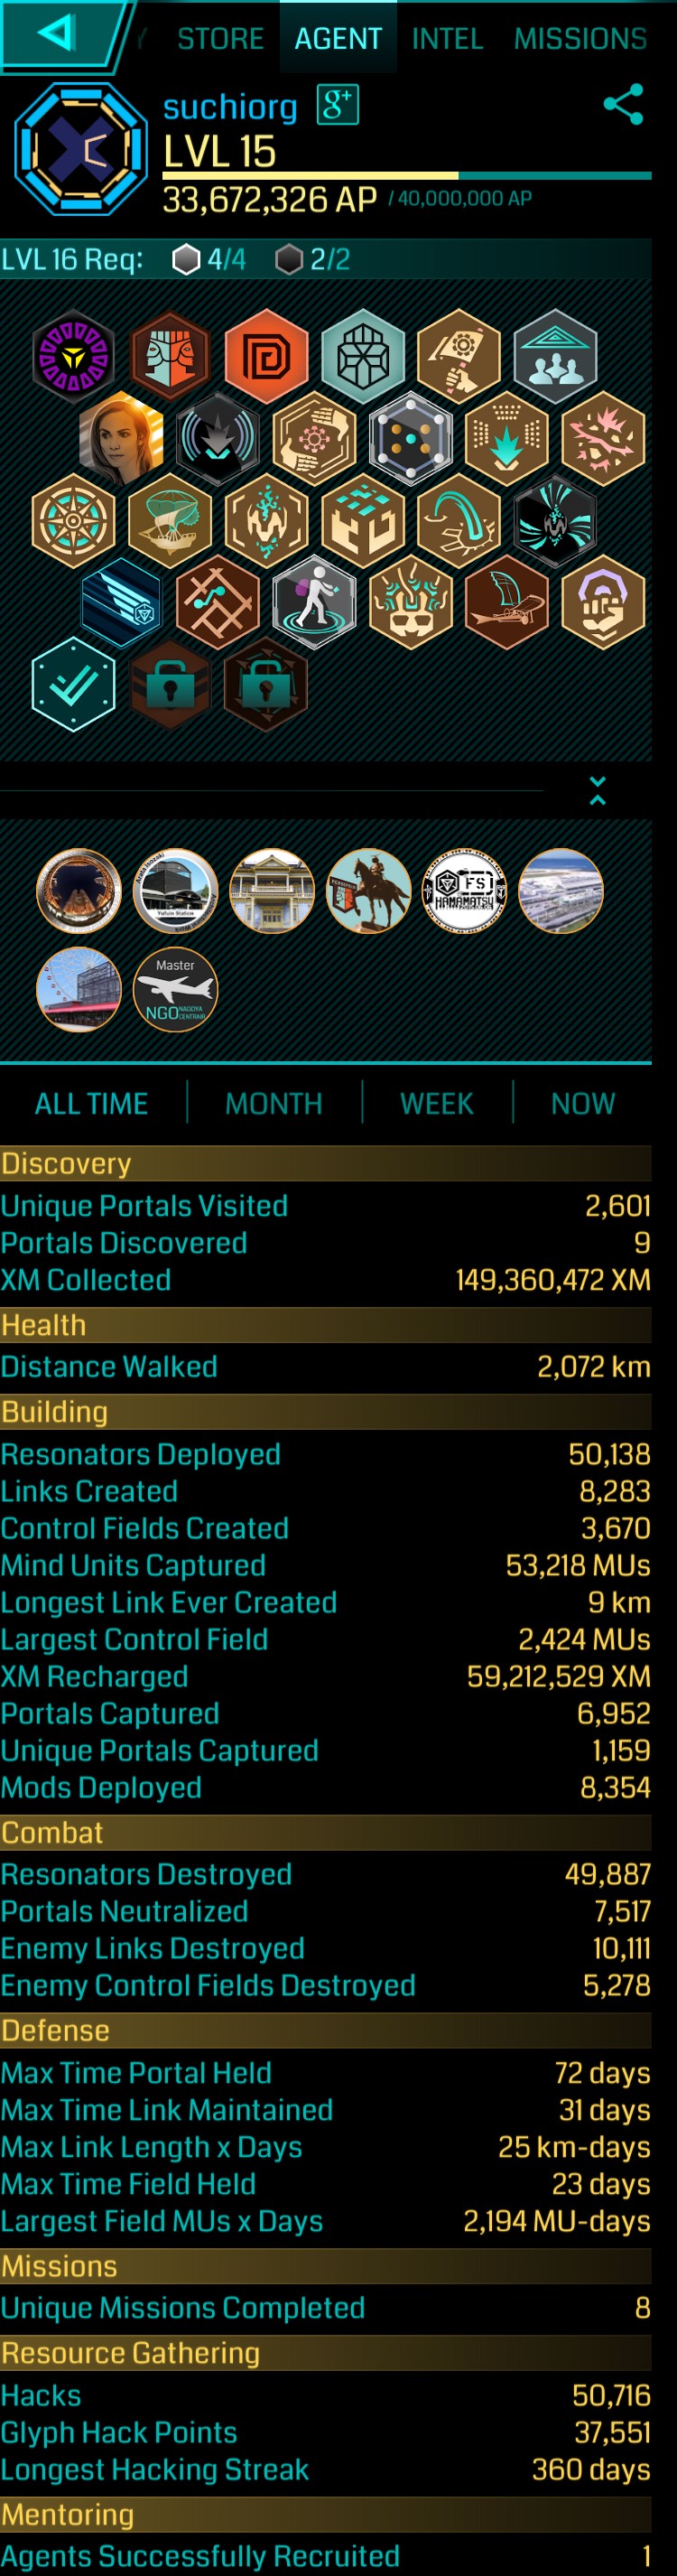 STORE AGENT INTEL MISSIONS
suchiorg g+
LVL 15
33,672,326 AP / 40,000,000 AP
LVL 16 Req: 4/4 2/2
Yufuin Station
FS
HAMAMATSU
Master
NGO NAGOYA CENTRAIR
ALL TIME MONTH WEEK NOW
Discovery
Unique Portals Visited 2,601
Portals Discovered 9
XM Collected 149,360,472 XM
Health
Distance Walked 2,072 km
Building
Resonators Deployed 50,138
Links Created 8,283
Control Fields Created 3,670
Mind Units Captured 53,218 MUs
Longest Link Ever Created 9 km
Largest Control Field 2,424 MUs
XM Recharged 59,212,529 XM
Portals Captured 6,952
Unique Portals Captured 1,159
Mods Deployed 8,354
Combat
Resonators Destroyed 49,887
Portals Neutralized 7,517
Enemy Links Destroyed 10,111
Enemy Control Fields Destroyed 5,278
Defense
Max Time Portal Held 72 days
Max Time Link Maintained 31 days
Max Link Length x Days 25 km-days
Max Time Field Held 23 days
Largest Field MUs x Days 2,194 MU-days
Missions
Unique Missions Completed 8
Resource Gathering
Hacks 50,716
Glyph Hack Points 37,551
Longest Hacking Streak 360 days
Mentoring
Agents Successfully Recruited 1